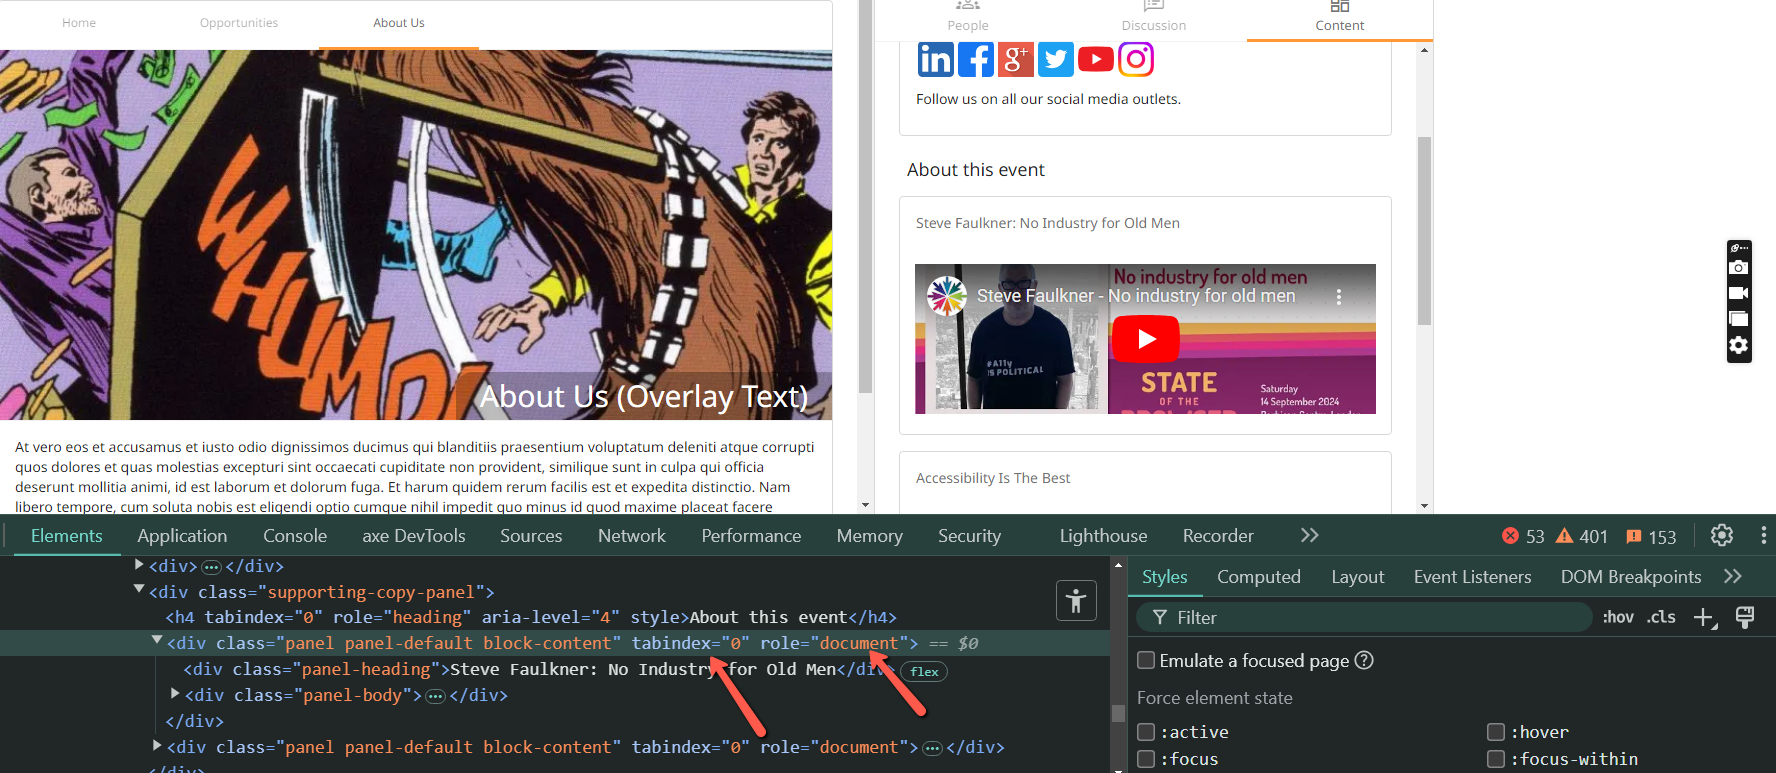 Home Opportunities About Us
WHUMP!
About Us (Overlay Text)
At vero eos et accusamus et iusto odio dignissimos ducimus qui blanditiis praesentium voluptatum deleniti atque corrupti
quos dolores et quas molestias excepturi sint occaecati cupiditate non provident, similique sunt in culpa qui officia
deserunt mollitia animi, id est laborum et dolorum fuga. Et harum quidem rerum facilis est et expedita distinctio. Nam
libero tempore, cum soluta nobis est eligendi optio cumque nihil impedit quo minus id quod maxime placeat facere
People Discussion Content
in f g+
Follow us on all our social media outlets.
About this event
Steve Faulkner: No Industry for Old Men
No industry for old men
Steve Faulkner - No industry for old men
#A11y
IS POLITICAL
STATE
OF THE
BROWSER
Saturday
14 September 2024
Accessibility Is The Best
Elements Application Console axe DevTools Sources Network Performance Memory Security Lighthouse Recorder 53 401 153
<div> ••• </div>
<div class="supporting-copy-panel">
<h4 tabindex="0" role="heading" aria-level="4" style>About this event</h4>
<div class="panel panel-default block-content" tabindex="0" role="document"> == $0
<div class="panel-heading">Steve Faulkner: No Industry for Old Men</div> flex
<div class="panel-body"> ••• </div>
</div>
<div class="panel panel-default block-content" tabindex="0" role="document"> ••• </div>
</div>
Styles Computed Layout Event Listeners DOM Breakpoints
Filter :hov .cls
Emulate a focused page ?
Force element state
:active :hover
:focus :focus-within